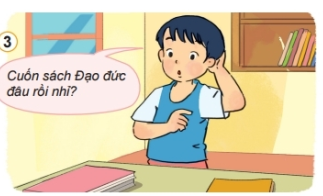 3
Cuốn sách Đạo đức
đâu rồi nhỉ?